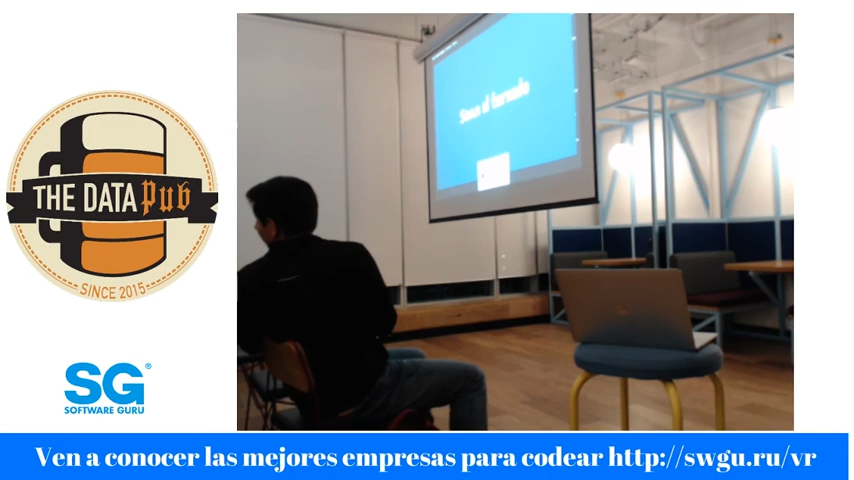 THE DATA Pub
SINCE 2015
SG®
SOFTWARE GURU
Ven a conocer las mejores empresas para codear http://swgu.ru/vr